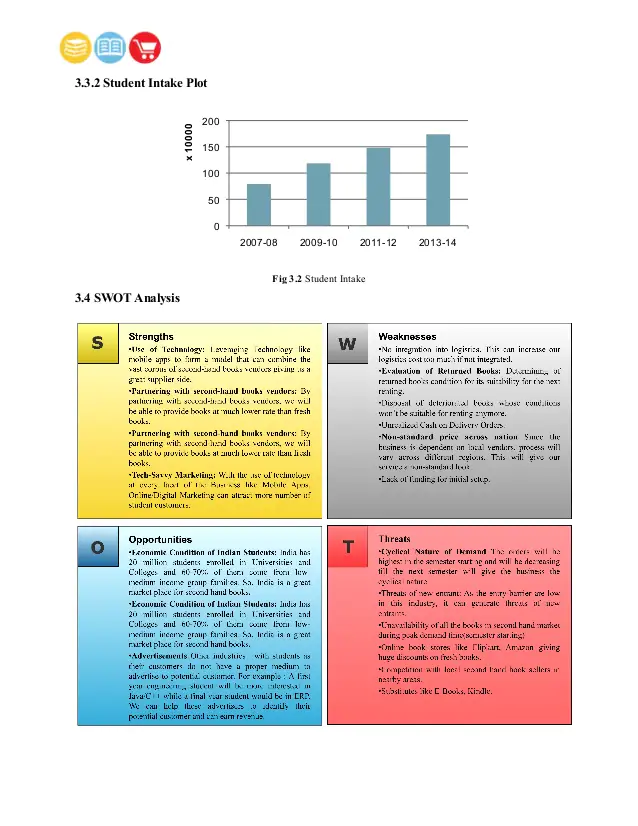 3.3.2 Student Intake Plot
x 10000
200
150
100
50
0
2007-08 2009-10 2011-12 2013-14
Fig 3.2 Student Intake
3.4 SWOT Analysis
S
Strengths
•Use of Technology: Leveraging Technology like
mobile apps to form a model that can combine the
vast corpus of second-hand books vendors giving us a
great supplier side.
•Partnering with second-hand books vendors: By
partnering with second-hand books vendors, we will
be able to provide books at much lower rate than fresh
books.
•Partnering with second-hand books vendors: By
partnering with second hand books vendors, we will
be able to provide books at much lower rate than fresh
books.
•Tech-Savvy Marketing: With the use of technology
at every facet of the Business like Mobile Apps,
Online/Digital Marketing can attract more number of
student customers.
W
Weaknesses
•No integration into logistics. This can increase our
logistics cost too much if not integrated.
•Evaluation of Returned Books: Determining of
returned books condition for its suitability for the next
renting.
•Disposal of deteriorated books whose conditions
won't be suitable for renting anymore.
•Unrealized Cash on Delivery Orders.
•Non-standard price across nation Since the
business is dependent on local vendors, process will
vary across different regions. This will give our
service a non-standard look.
•Lack of funding for initial setup.
O
Opportunities
•Economic Condition of Indian Students: India has
20 million students enrolled in Universities and
Colleges and 60-70% of them come from low-
medium income group families. So, India is a great
market place for second hand books.
•Economic Condition of Indian Students: India has
20 million students enrolled in Universities and
Colleges and 60-70% of them come from low-
medium income group families. So, India is a great
market place for second hand books.
•Advertisements Other industries with students as
their customers do not have a proper medium to
advertise to potential customer. For example : A first
year engineering student will be more interested in
Java/C++ while a final year student would be in ERP.
We can help these advertisers to identify their
potential customer and can earn revenue.
T
Threats
•Cyclical Nature of Demand The orders will be
highest in the semester starting and will be decreasing
till the next semester will give the business the
cyclical nature
•Threats of new entrant: As the entry barrier are low
in this industry, it can generate threats of new
entrants.
•Unavailability of all the books in second hand market
during peak demand time(semester starting)
•Online book stores like Flipkart, Amazon giving
huge discounts on fresh books.
•Competition with local second hand book sellers in
nearby areas.
•Substitutes like E-Books, Kindle.